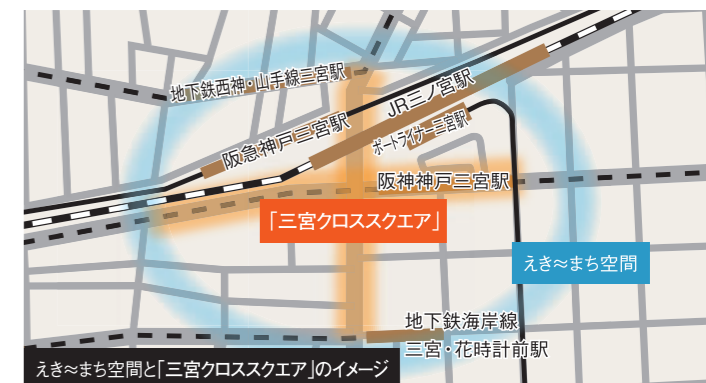 地下鉄西神・山手線三宮駅
JR三ノ宮駅
阪急神戸三宮駅
ポートライナー三宮駅
阪神神戸三宮駅
「三宮クロススクエア」
えき≈まち空間
地下鉄海岸線
三宮・花時計前駅
えき≈まち空間と「三宮クロススクエア」のイメージ